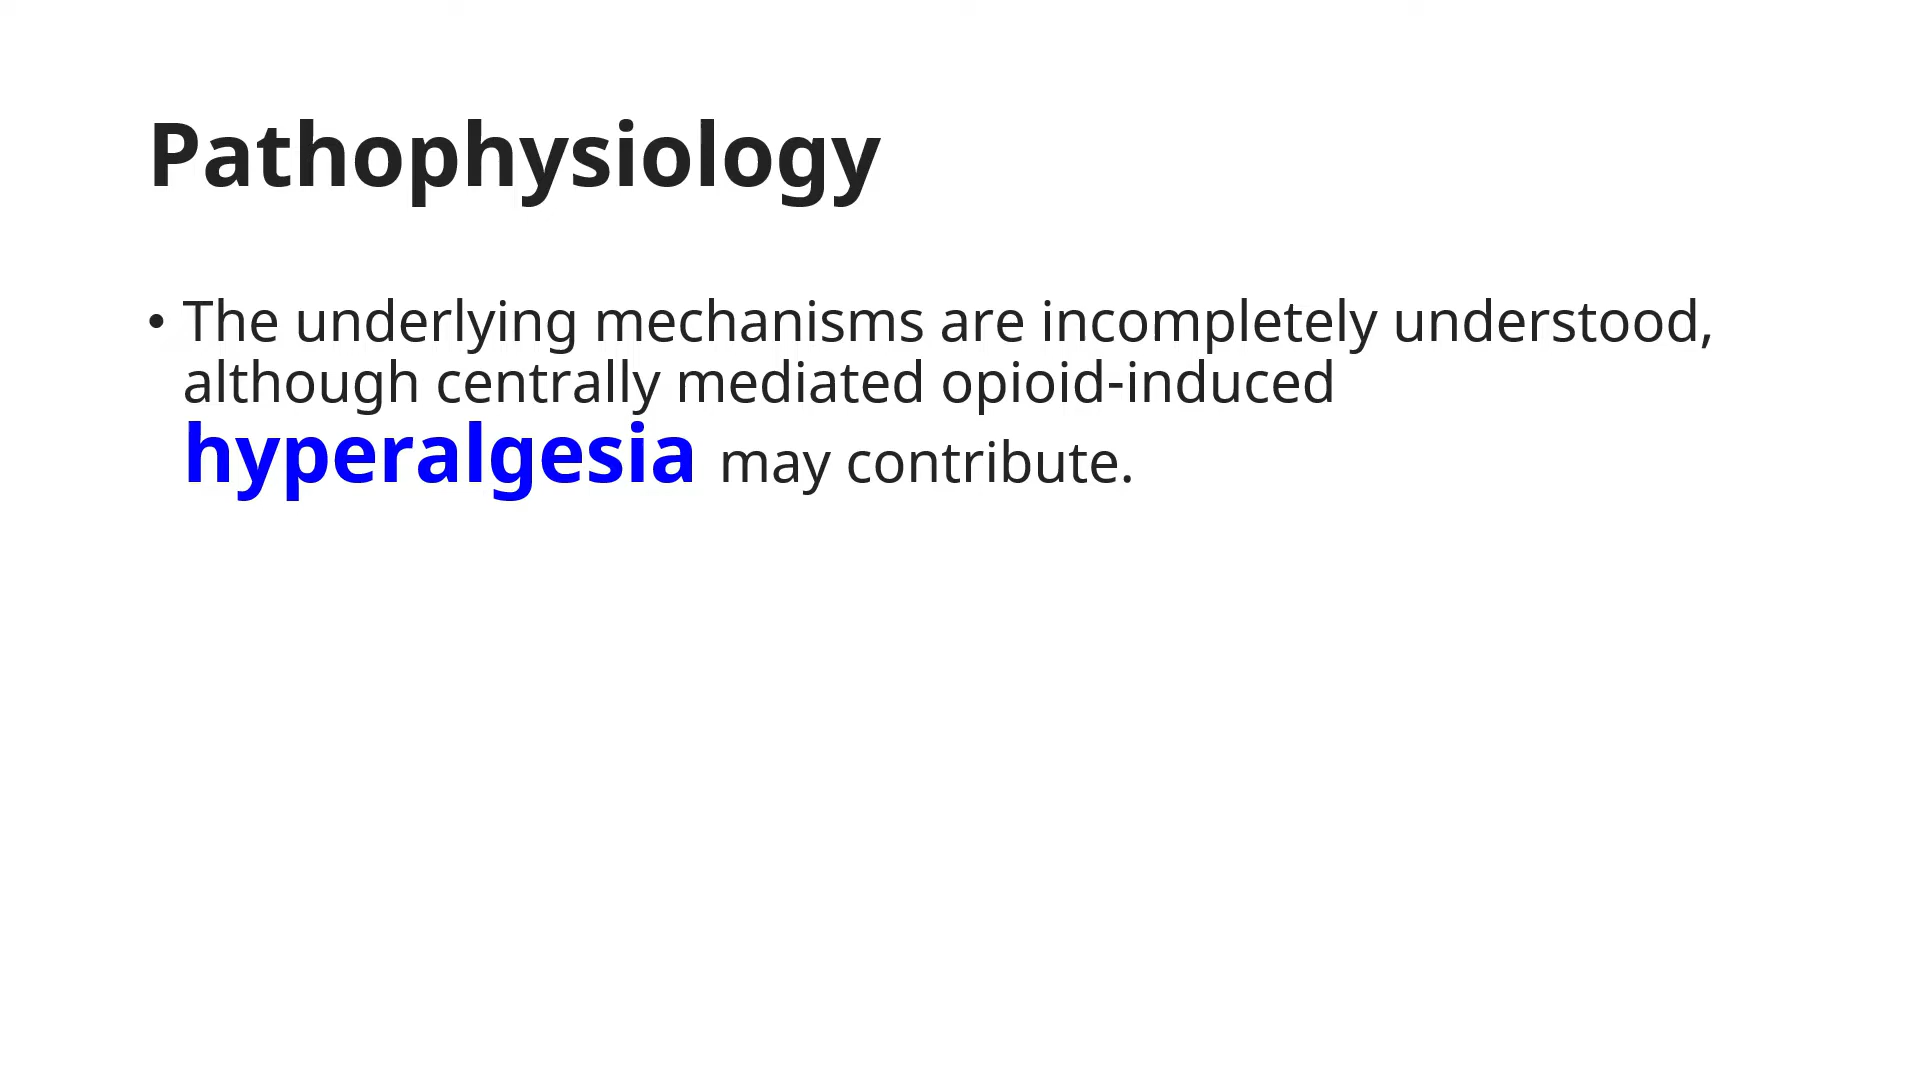 Pathophysiology
• The underlying mechanisms are incompletely understood,
although centrally mediated opioid-induced
hyperalgesia may contribute.